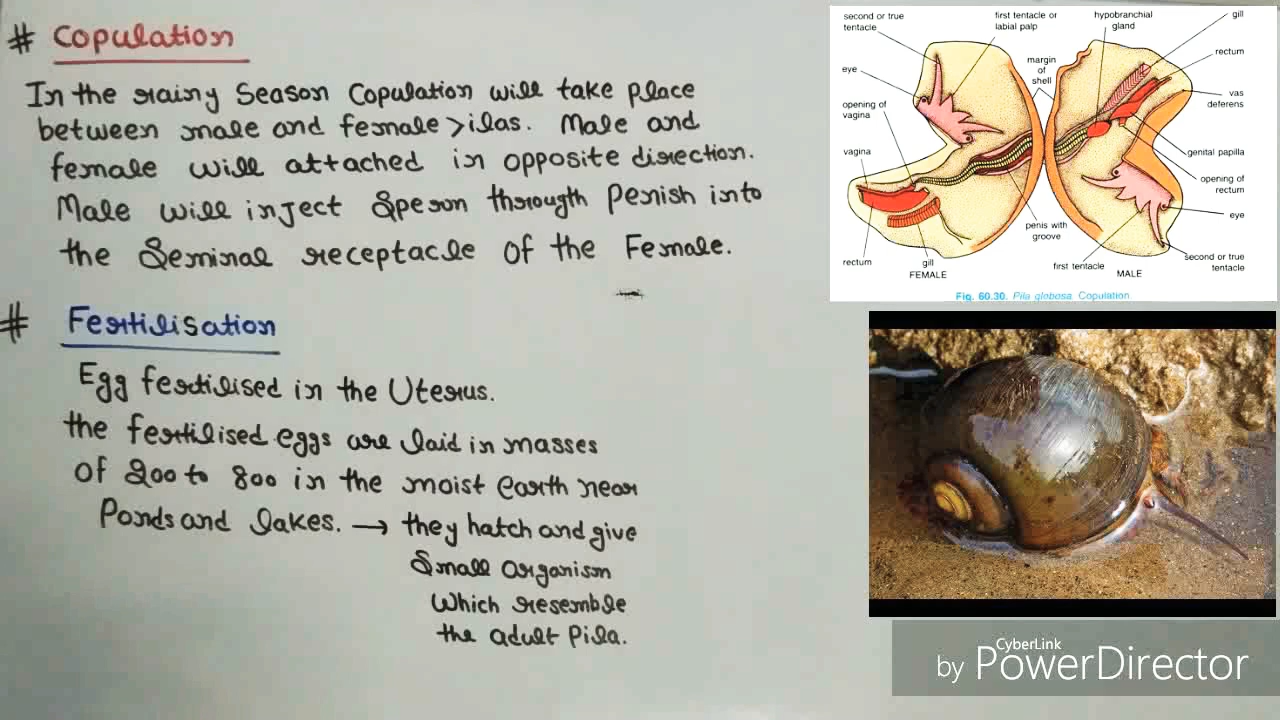 # Copulation
In the rainy Season Copulation will take place
between male and female >ilas. Male and
female will attached in opposite direction.
Male will inject Sperm through Penish into
the Seminal receptacle of the Female.
# Fertilisation
Egg fertilised in the Uterus.
the fertilised eggs are laid in masses
of 200 to 800 in the moist earth near
Ponds and lakes. → they hatch and give
Small organism
Which resemble
the adult Pila.
second or true
tentacle
first tentacle or
labial palp
hypobranchial
gland
gill
eye
margin
of
shell
rectum
opening of
vagina
vas
deferens
vagina
genital papilla
opening of
rectum
eye
penis with
groove
rectum
gill
first tentacle
second or true
tentacle
FEMALE
MALE
Fig. 60.30. Pila globosa. Copulation.
CyberLink
by PowerDirector